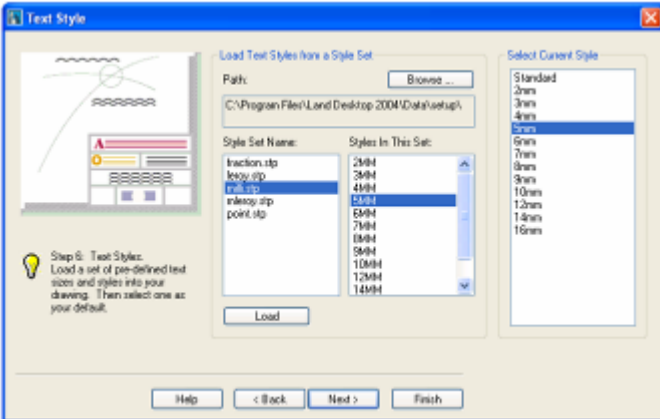 Text Style
Load Text Styles from a Style Set
Path:
Browse ...
C:\Program Files\Land Desktop 2004\Data\setup\
Style Set Name:
fraction.stp
leroy.stp
milli.stp
mleroy.stp
point.stp
Styles In This Set:
2MM
3MM
4MM
5MM
6MM
7MM
8MM
9MM
10MM
12MM
14MM
Load
Select Current Style
Standard
2mm
3mm
4mm
5mm
6mm
7mm
8mm
9mm
10mm
12mm
14mm
16mm
Step 6: Text Styles.
Load a set of pre-defined text
sizes and styles into your
drawing. Then select one as
your default.
Help
< Back
Next >
Finish